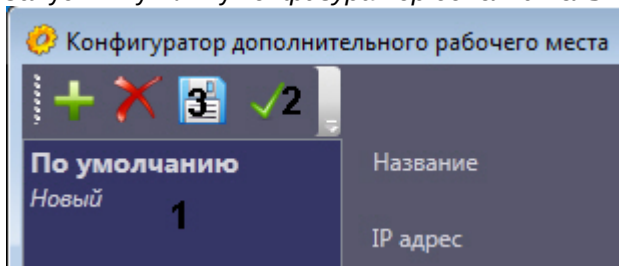 Конфигуратор дополнительного рабочего места
3 2
По умолчанию
Название
Новый
1
IP адрес